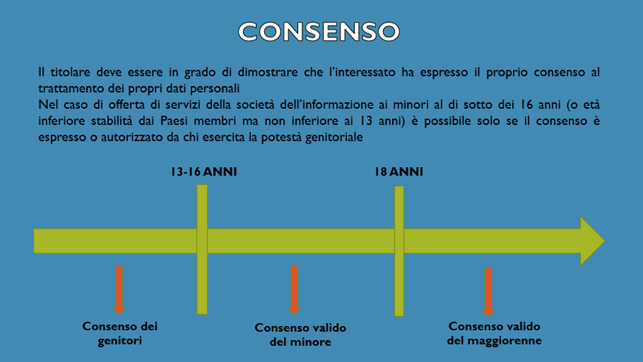 CONSENSO
Il titolare deve essere in grado di dimostrare che l'interessato ha espresso il proprio consenso al
trattamento dei propri dati personali
Nel caso di offerta di servizi della società dell'informazione ai minori al di sotto dei 16 anni (o età
inferiore stabilità dai Paesi membri ma non inferiore ai 13 anni) è possibile solo se il consenso è
espresso o autorizzato da chi esercita la potestà genitoriale
13-16 ANNI
18 ANNI
Consenso dei
genitori
Consenso valido
del minore
Consenso valido
del maggiorenne